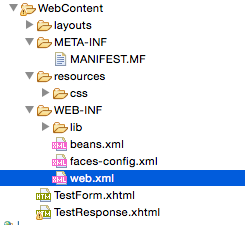 WebContent
layouts
META-INF
MANIFEST.MF
resources
css
WEB-INF
lib
beans.xml
faces-config.xml
web.xml
TestForm.xhtml
TestResponse.xhtml